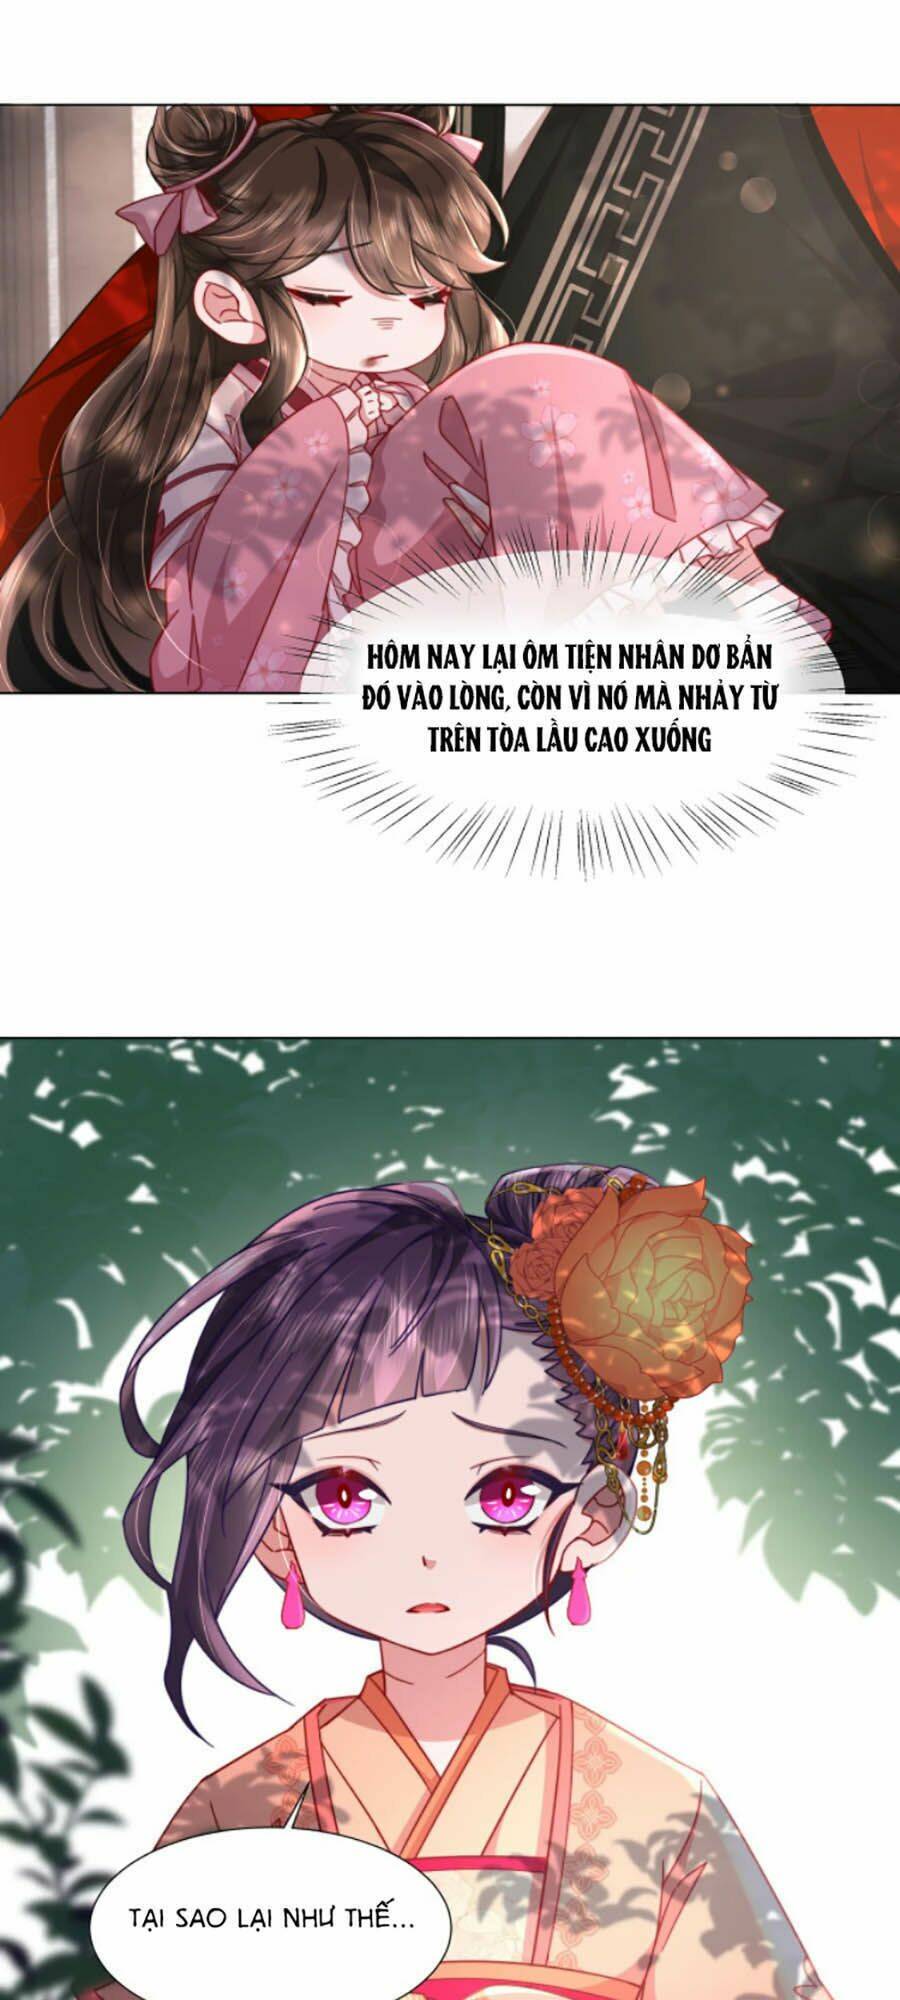 HÔM NAY LẠI ÔM TIỆN NHÂN DƠ BẨN
ĐÓ VÀO LÒNG, CÒN VÌ NÓ MÀ NHẢY TỪ
TRÊN TÒA LẦU CAO XUỐNG
TẠI SAO LẠI NHƯ THẾ...